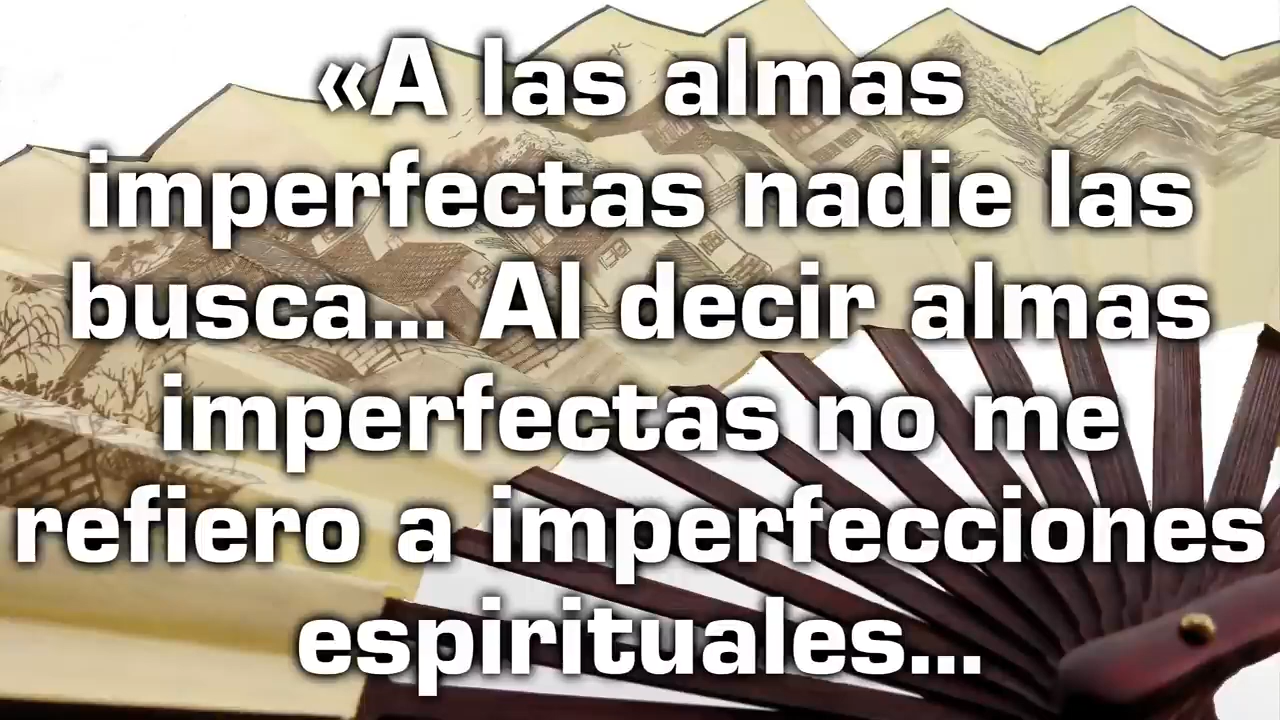 «A las almas
imperfectas nadie las
busca... Al decir almas
imperfectas no me
refiero a imperfecciones
espirituales...